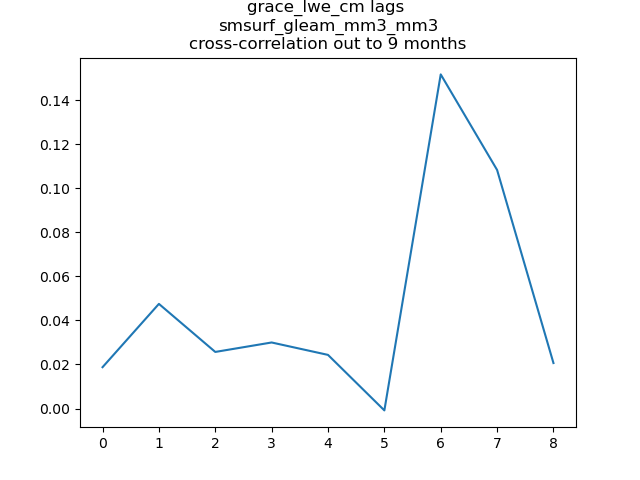 grace_lwe_cm lags
smsurf_gleam_mm3_mm3
cross-correlation out to 9 months
0.14
0.12
0.10
0.08
0.06
0.04
0.02
0.00
0 1 2 3 4 5 6 7 8